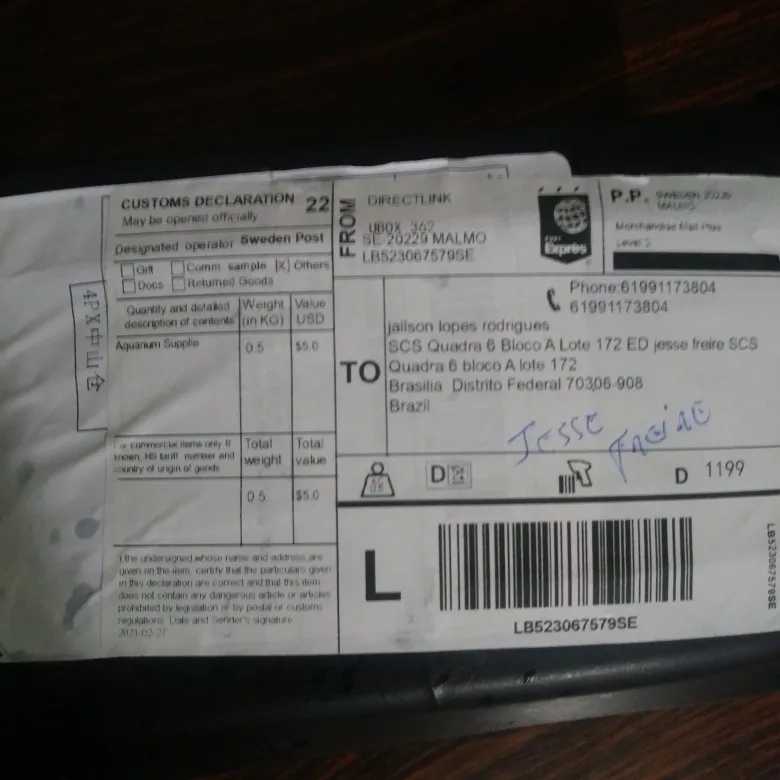 CUSTOMS DECLARATION 22
May be opened officially
Designated operator Sweden Post
Gift Comm sample [X] Others
Docs Returned Goods
Quantity and detailed description of contents
Weight (in KG)
Value USD
Aquarium Supplie 0.5 $5.0
For commercial items only If known, HS tariff number and country of origin of goods
Total weight
Total value
0.5 $5.0
I the undersigned,whose name and address are
given on the item, certify that the particulars given
in this declaration are correct and that this item
does not contain any dangerous article or articles
prohibited by legislation or by postal or customs
regulations. Date and Sender's signature
2021-02-27
4PX中山仓
FROM
DIRECTLINK
UBOX 362
SE-20229 MALMO
LB523067579SE
Express
P.P. SWEDEN 20229
MALMO
Merchandise Mail Plus
Level 2
Phone:61991173804
61991173804
TO
jailson lopes rodrigues
SCS Quadra 6 Bloco A Lote 172 ED jesse freire SCS
Quadra 6 bloco A lote 172
Brasilia Distrito Federal 70306-908
Brazil
JESSE FREIRE
D
D 1199
L
LB523067579SE
LB523067579SE